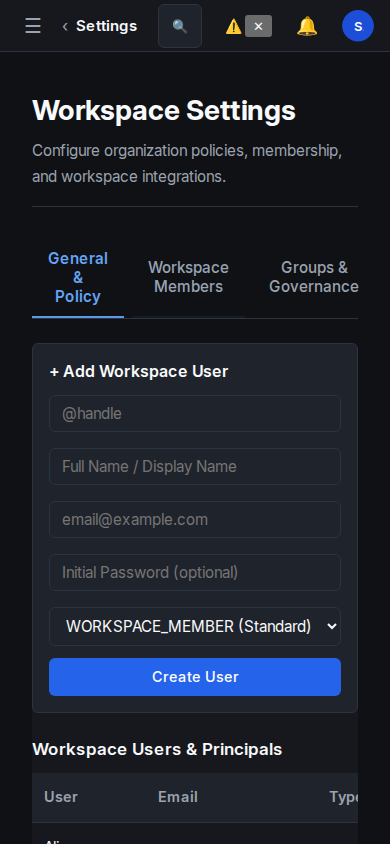 ☰ ‹ Settings 🔍 ⚠️ ✕ 🔔 S
Workspace Settings
Configure organization policies, membership,
and workspace integrations.
General
&
Policy
Workspace
Members
Groups &
Governance
+ Add Workspace User
@handle
Full Name / Display Name
email@example.com
Initial Password (optional)
WORKSPACE_MEMBER (Standard)
Create User
Workspace Users & Principals
User Email Type